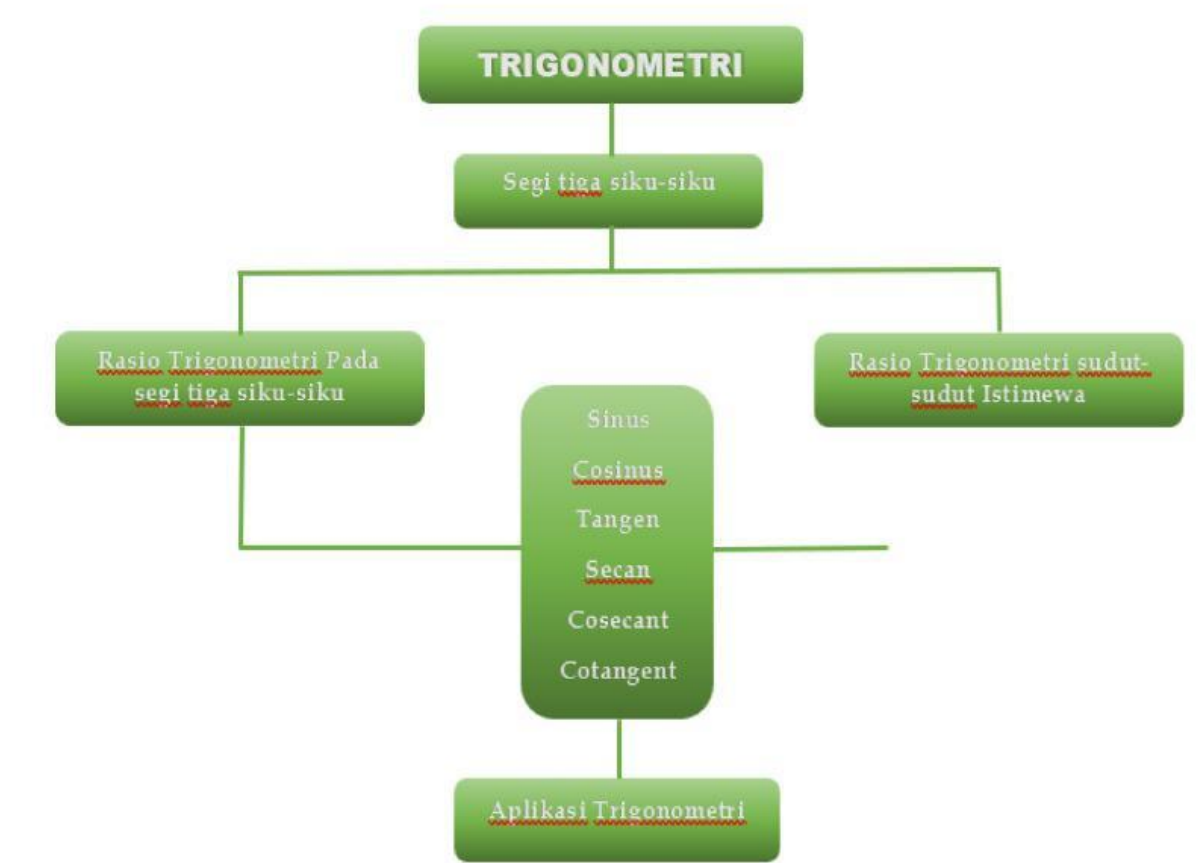 TRIGONOMETRI
Segi tiga siku-siku
Rasio Trigonometri Pada
segi tiga siku-siku
Rasio Trigonometri sudut-
sudut Istimewa
Sinus
Cosinus
Tangen
Secan
Cosecant
Cotangent
Aplikasi Trigonometri